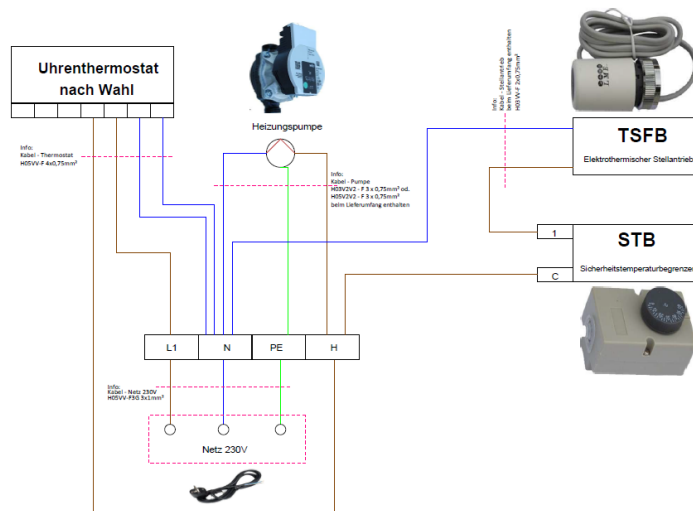 Uhrenthermostat
nach Wahl
Info:
Kabel - Thermostat
H05VV-F 4x0,75mm²
Heizungspumpe
Info:
Kabel - Pumpe
H03V2V2 - F 3 x 0,75mm² od.
H05V2V2 - F 3 x 0,75mm²
beim Lieferumfang enthalten
Info:
Kabel - Stellantrieb
beim Lieferumfang enthalten
H05VV-F 2x0,75mm²
LME
TSFB
Elektrothermischer Stellantrieb
1
STB
Sicherheitstemperaturbegrenzer
C
L1
N
PE
H
Info:
Kabel - Netz 230V
H05VV-F3G 3x1mm²
Netz 230V